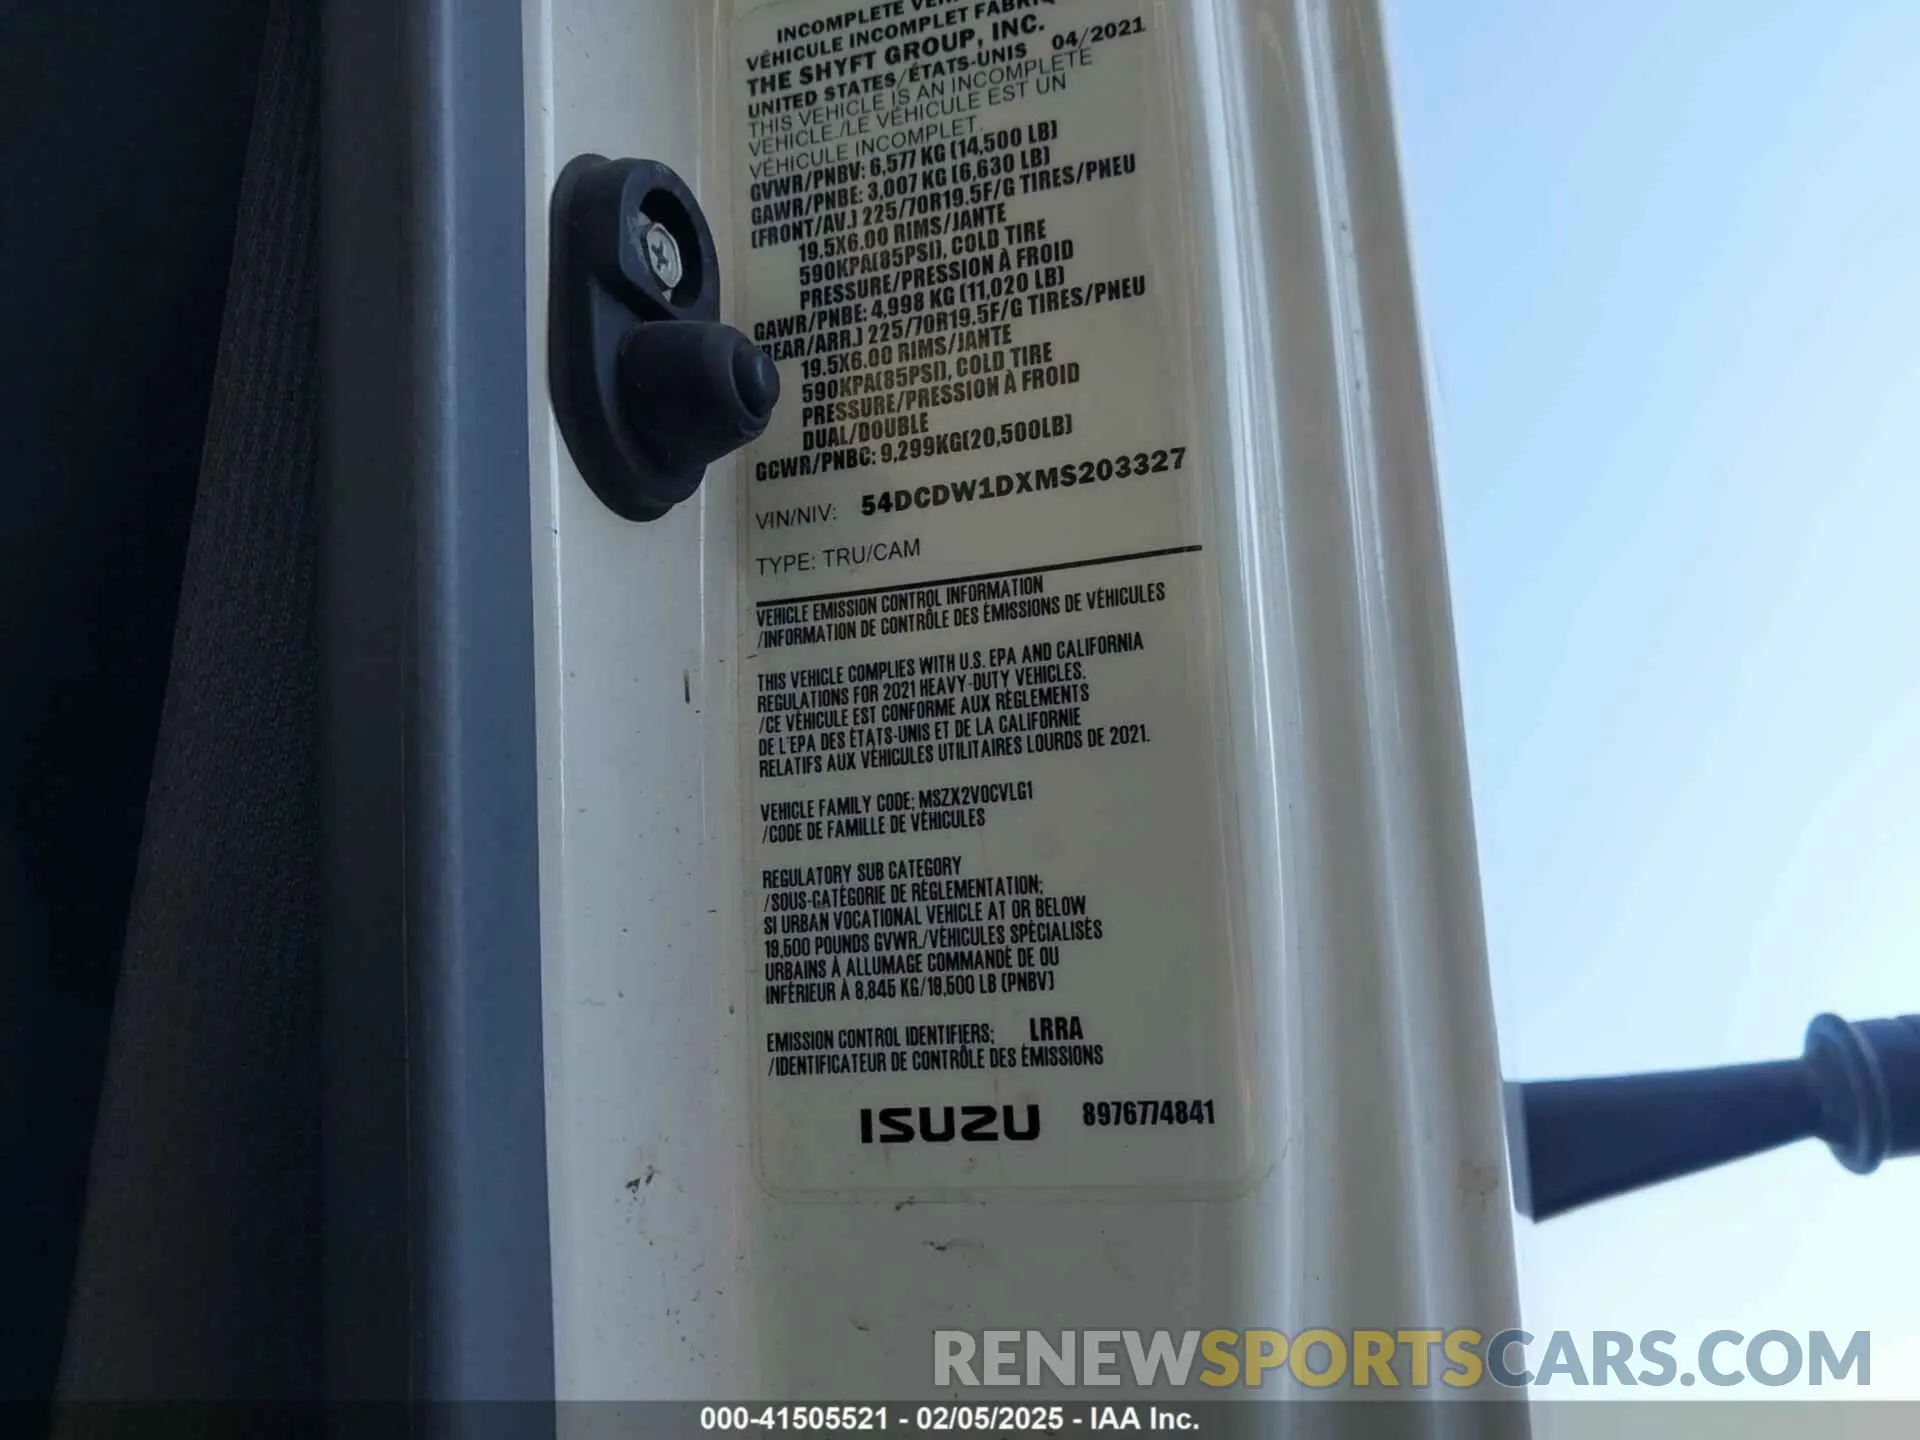 INCOMPLETE
VÉHICULE INCOMPLET
THE SHYFT GROUP, INC.
UNITED STATES/ÉTATS-UNIS 04/2021
THIS VEHICLE IS AN INCOMPLETE
VEHICLE./LE VÉHICULE EST UN
VÉHICULE INCOMPLET.
GVWR/PNBV: 6,577 KG (14,500 LB)
GAWR/PNBE: 3,007 KG (6,630 LB)
(FRONT/AV.) 225/70R19.5F/G TIRES/PNEU
19.5X6.00 RIMS/JANTE
590KPA(85PSI), COLD TIRE
PRESSURE/PRESSION À FROID
GAWR/PNBE: 4,998 KG (11,020 LB)
REAR/ARR.) 225/70R19.5F/G TIRES/PNEU
19.5X6.00 RIMS/JANTE
590KPA(85PSI), COLD TIRE
PRESSURE/PRESSION À FROID
DUAL/DOUBLE
GCWR/PNBC: 9,299KG(20,500LB)
VIN/NIV: 54DCDW1DXMS203327
TYPE: TRU/CAM
VEHICLE EMISSION CONTROL INFORMATION
/INFORMATION DE CONTRÔLE DES ÉMISSIONS DE VÉHICULES
THIS VEHICLE COMPLIES WITH U.S. EPA AND CALIFORNIA
REGULATIONS FOR 2021 HEAVY-DUTY VEHICLES.
/CE VÉHICULE EST CONFORME AUX RÉGLEMENTS
DE L'EPA DES ÉTATS-UNIS ET DE LA CALIFORNIE
RELATIFS AUX VÉHICULES UTILITAIRES LOURDS DE 2021.
VEHICLE FAMILY CODE; MSZX2VOCVLG1
/CODE DE FAMILLE DE VÉHICULES
REGULATORY SUB CATEGORY
/SOUS-CATÉGORIE DE RÉGLEMENTATION;
SI URBAN VOCATIONAL VEHICLE AT OR BELOW
19,500 POUNDS GVWR./VÉHICULES SPÉCIALISÉS
URBAINS À ALLUMAGE COMMANDÉ DE OU
INFÉRIEUR À 8,845 KG/19,500 LB (PNBV)
EMISSION CONTROL IDENTIFIERS; LRRA
/IDENTIFICATEUR DE CONTRÔLE DES ÉMISSIONS
ISUZU 8976774841
RENEWSPORTSCARS.COM
000-41505521 - 02/05/2025 - IAA Inc.